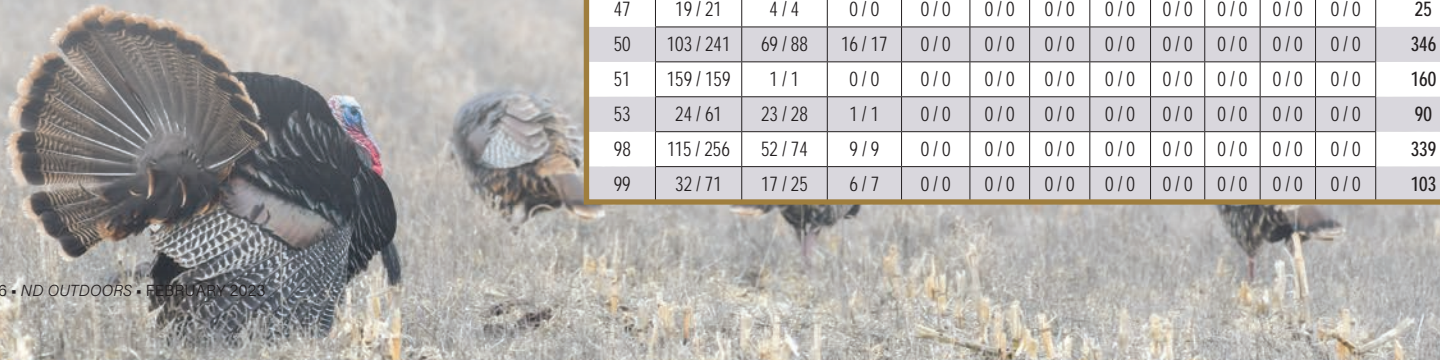 47 19 / 21 4 / 4 0 / 0 0 / 0 0 / 0 0 / 0 0 / 0 0 / 0 0 / 0 0 / 0 0 / 0 25
50 103 / 241 69 / 88 16 / 17 0 / 0 0 / 0 0 / 0 0 / 0 0 / 0 0 / 0 0 / 0 0 / 0 346
51 159 / 159 1 / 1 0 / 0 0 / 0 0 / 0 0 / 0 0 / 0 0 / 0 0 / 0 0 / 0 0 / 0 160
53 24 / 61 23 / 28 1 / 1 0 / 0 0 / 0 0 / 0 0 / 0 0 / 0 0 / 0 0 / 0 0 / 0 90
98 115 / 256 52 / 74 9 / 9 0 / 0 0 / 0 0 / 0 0 / 0 0 / 0 0 / 0 0 / 0 0 / 0 339
99 32 / 71 17 / 25 6 / 7 0 / 0 0 / 0 0 / 0 0 / 0 0 / 0 0 / 0 0 / 0 0 / 0 103
6 ▪ ND OUTDOORS ▪ FEBRUARY 2023